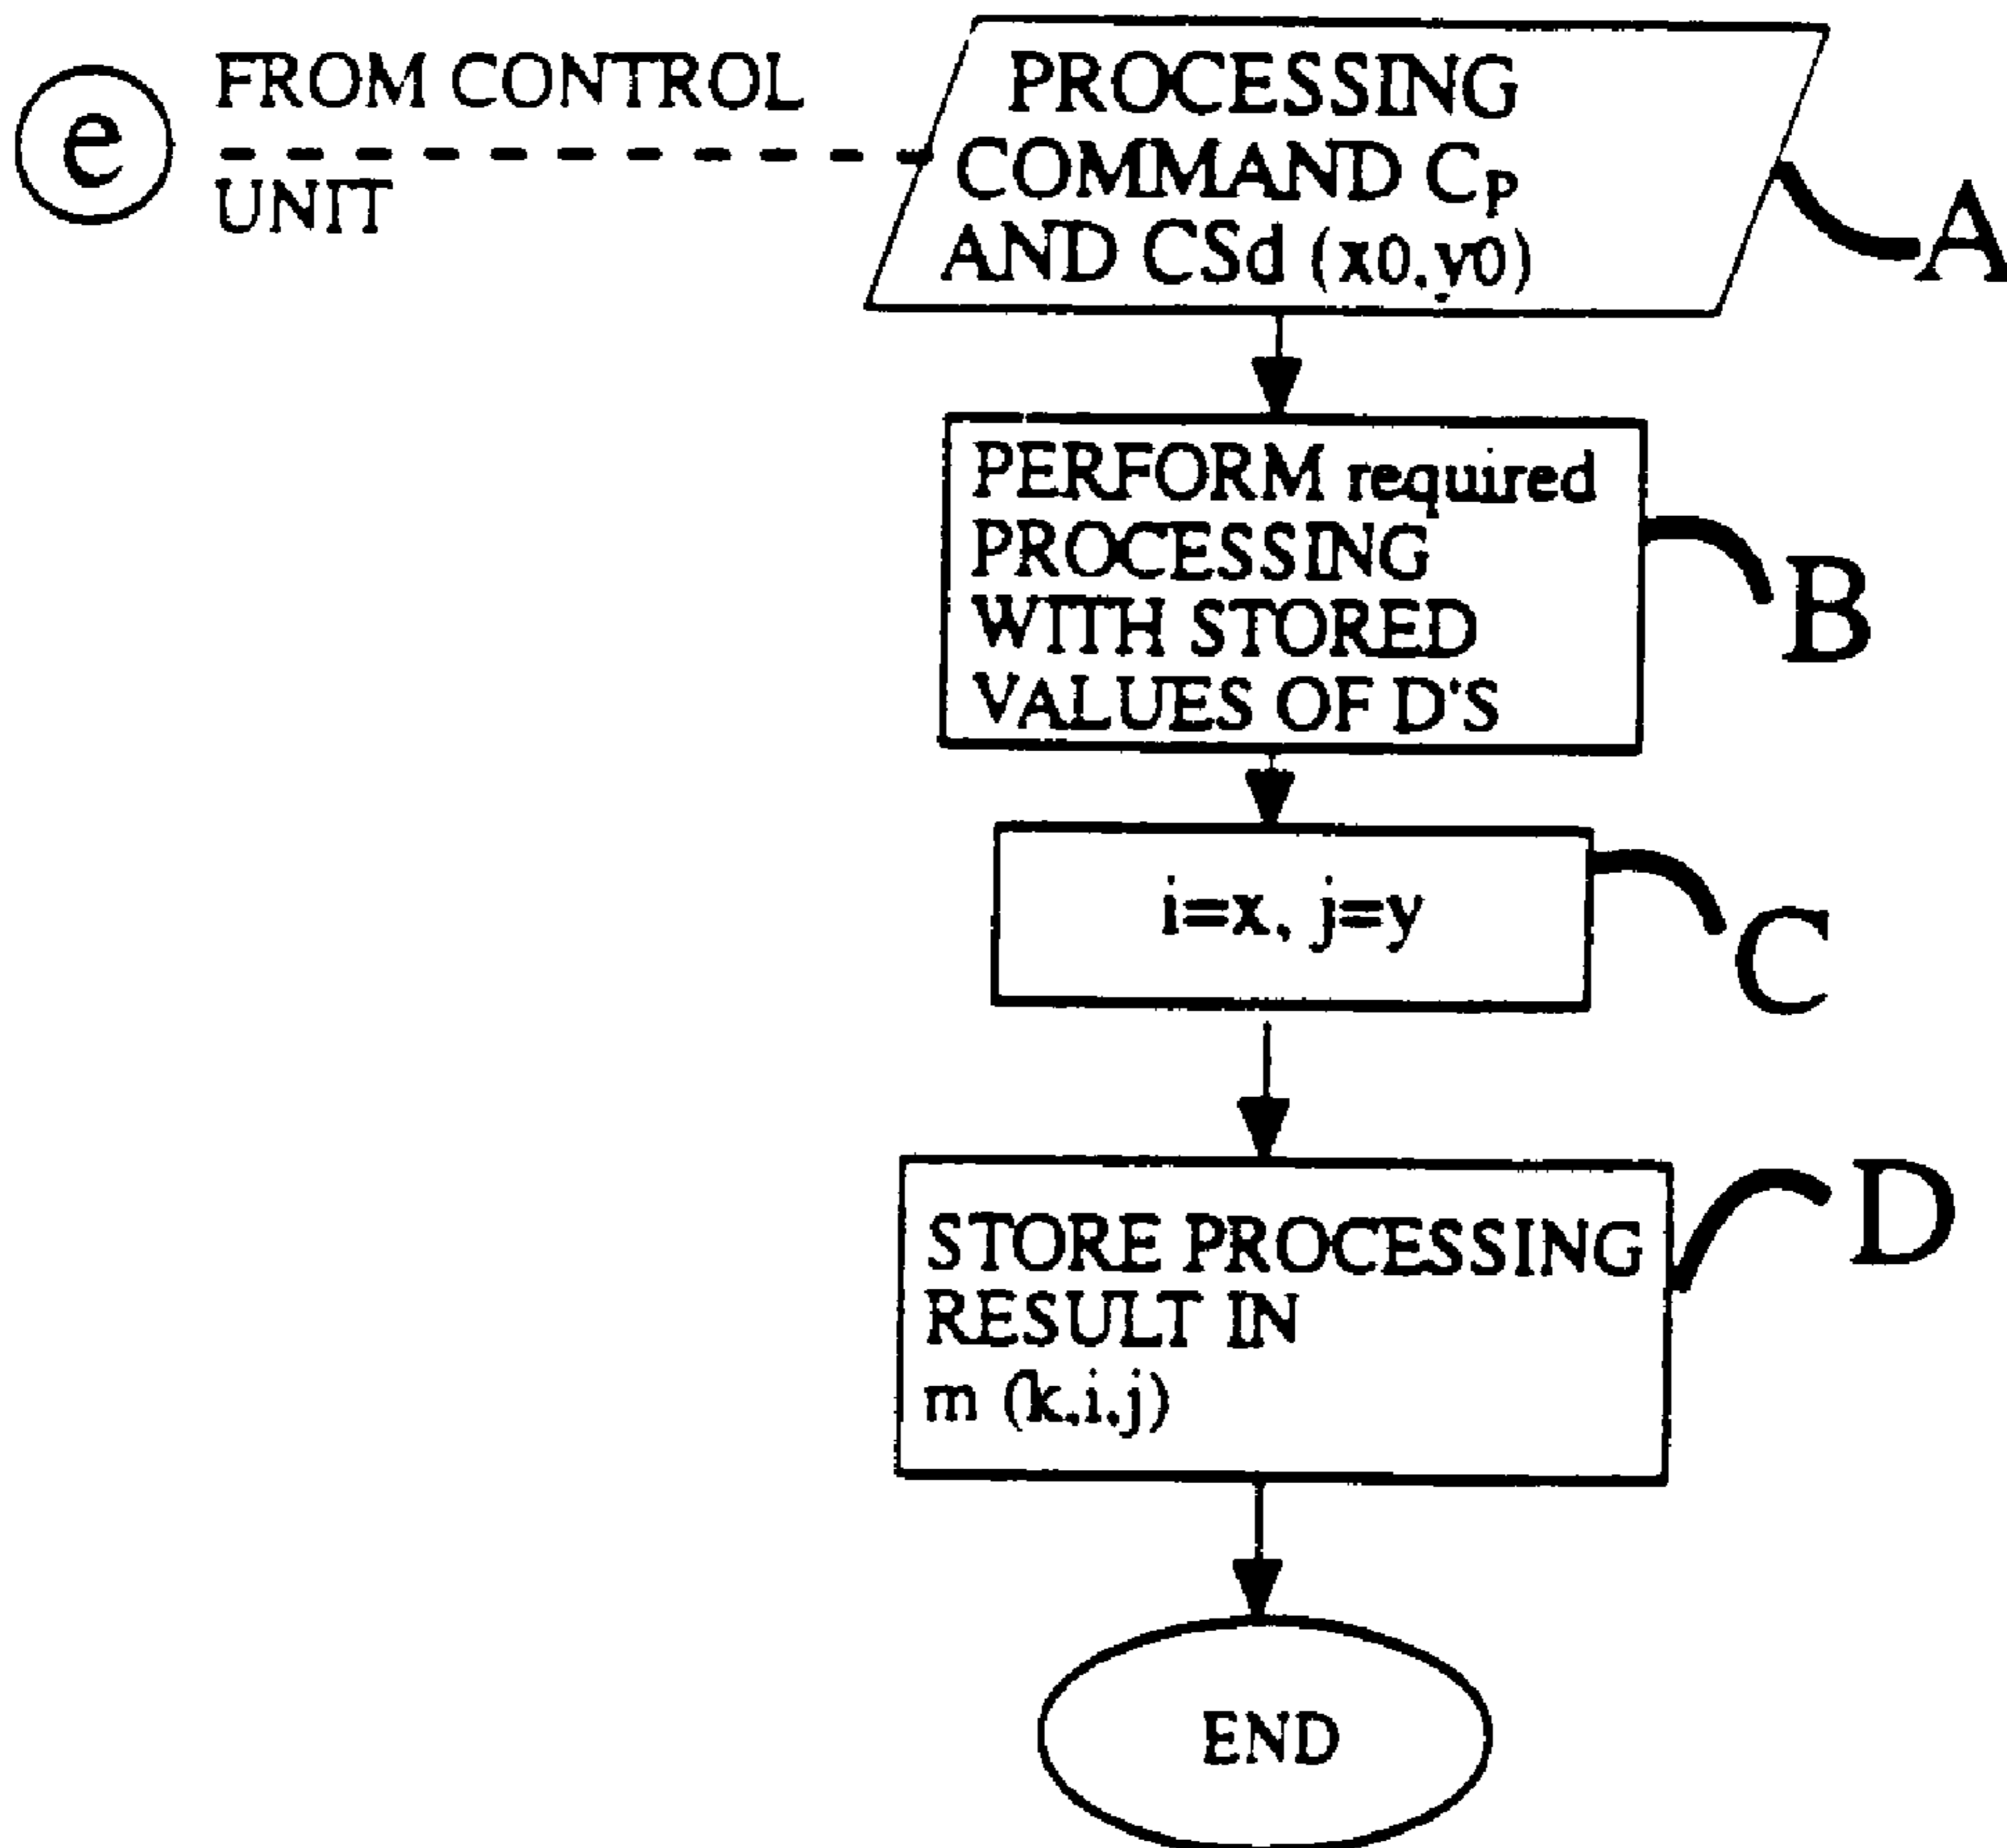 e
FROM CONTROL
UNIT
PROCESSING
COMMAND Cp
AND CSd (x0,y0)
A
PERFORM required
PROCESSING
WITH STORED
VALUES OF D'S
B
i=x, j=y
C
STORE PROCESSING
RESULT IN
m (k,i,j)
D
END